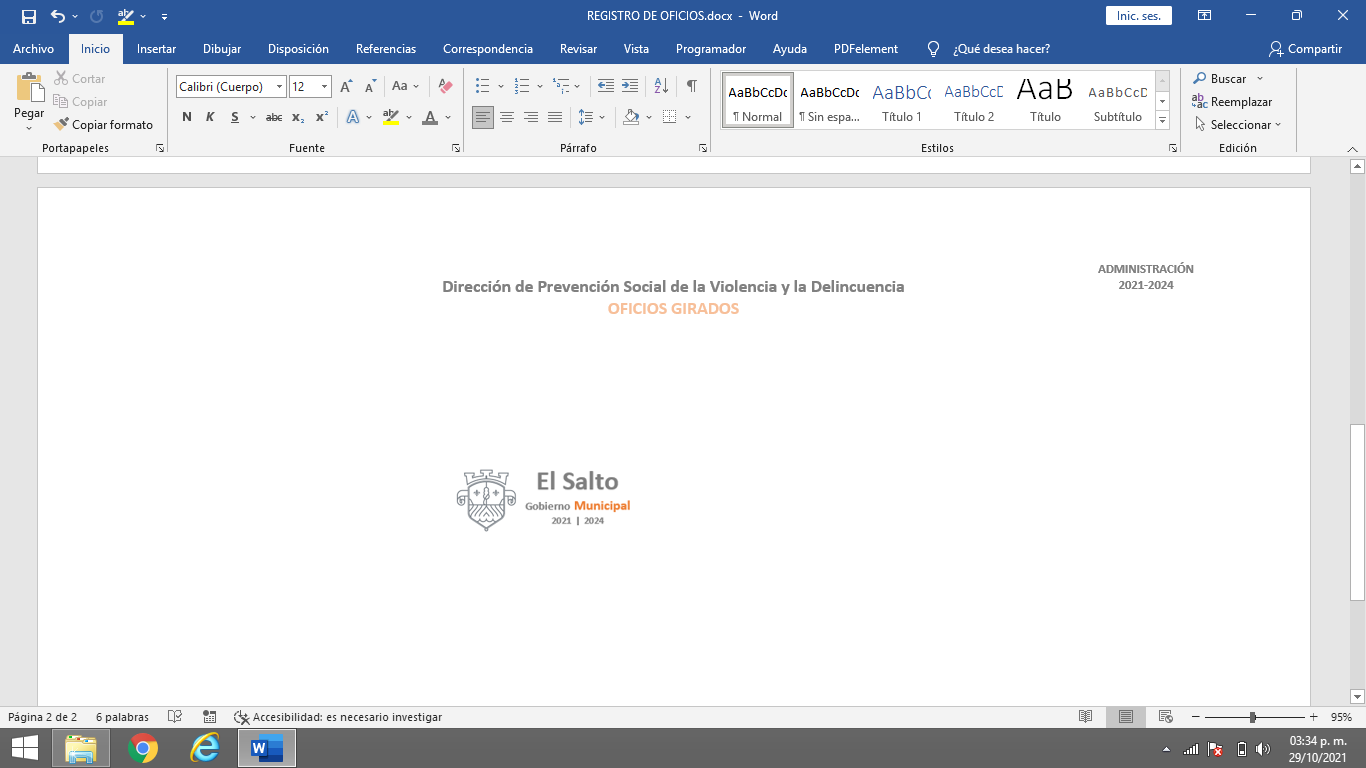 REGISTRO DE OFICIOS.docx - Word
Inic. ses.
Archivo Inicio Insertar Dibujar Disposición Referencias Correspondencia Revisar Vista Programador Ayuda PDFelement ¿Qué desea hacer? Compartir
Pegar
Cortar
Copiar
Copiar formato
Portapapeles
Calibri (Cuerpo) 12
N K S abc x₂ x²
Fuente
Párrafo
AaBbCcDc AaBbCcDc AaBbCc AaBbCcD AaB AaBbCcD
¶ Normal ¶ Sin espa... Título 1 Título 2 Título Subtítulo
Estilos
Buscar
Reemplazar
Seleccionar
Edición
ADMINISTRACIÓN
2021-2024
Dirección de Prevención Social de la Violencia y la Delincuencia
OFICIOS GIRADOS
El Salto
Gobierno Municipal
2021 | 2024
Página 2 de 2 6 palabras Accesibilidad: es necesario investigar 95%
03:34 p. m.
29/10/2021